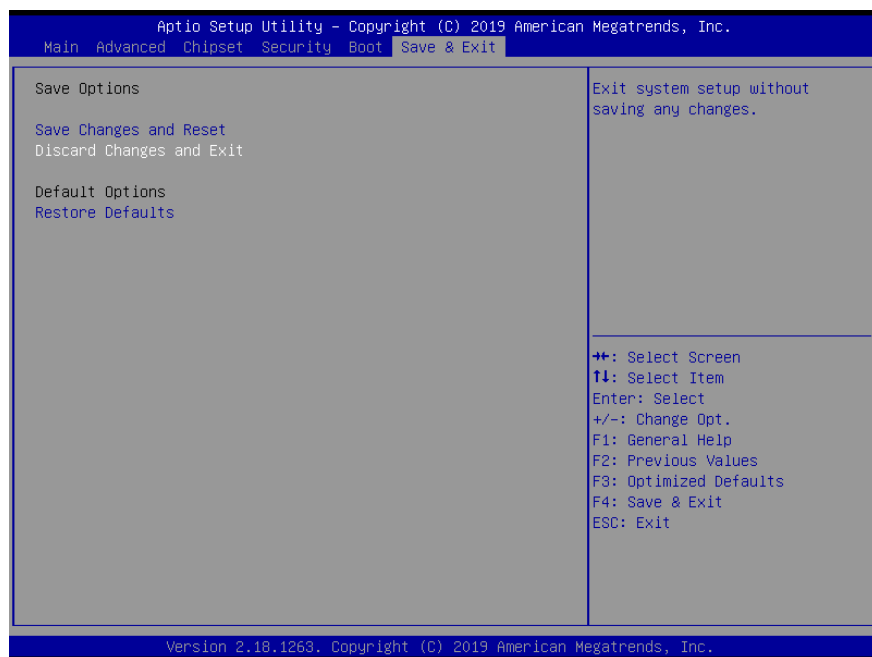 Aptio Setup Utility – Copyright (C) 2019 American Megatrends, Inc.
Main Advanced Chipset Security Boot Save & Exit
Save Options
Save Changes and Reset
Discard Changes and Exit
Default Options
Restore Defaults
Exit system setup without
saving any changes.
→←: Select Screen
↑↓: Select Item
Enter: Select
+/-: Change Opt.
F1: General Help
F2: Previous Values
F3: Optimized Defaults
F4: Save & Exit
ESC: Exit
Version 2.18.1263. Copyright (C) 2019 American Megatrends, Inc.